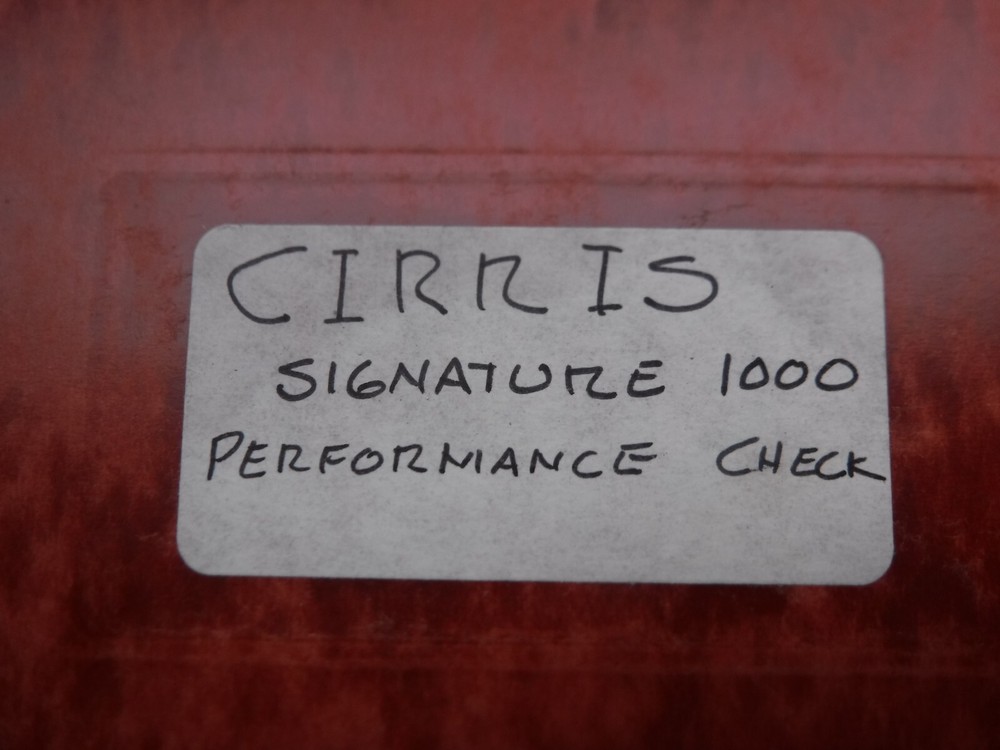 CIRRIS
SIGNATURE 1000
PERFORMANCE CHECK